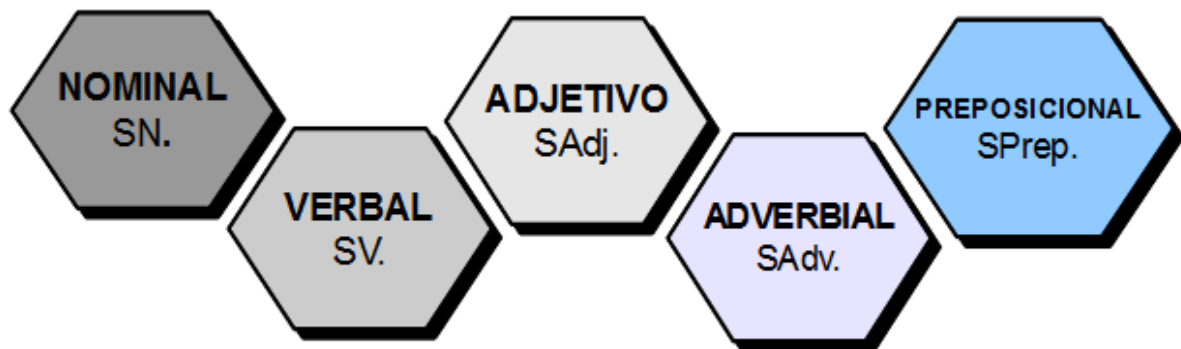 NOMINAL
SN.
VERBAL
SV.
ADJETIVO
SAdj.
ADVERBIAL
SAdv.
PREPOSICIONAL
SPrep.